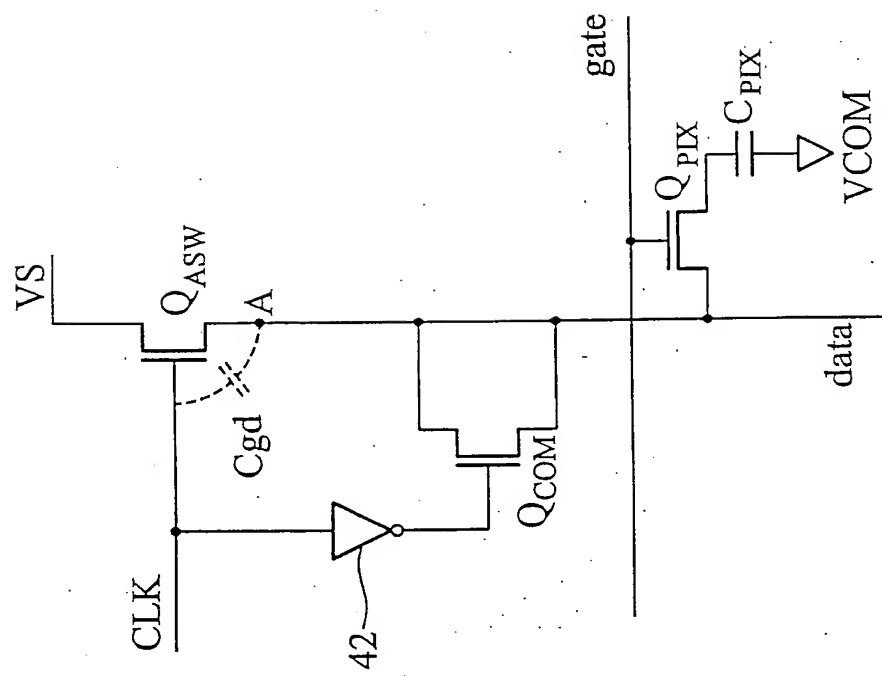 VS
Q_ASW
A
Cgd
CLK
42
Q_COM
gate
Q_PIX
C_PIX
VCOM
data